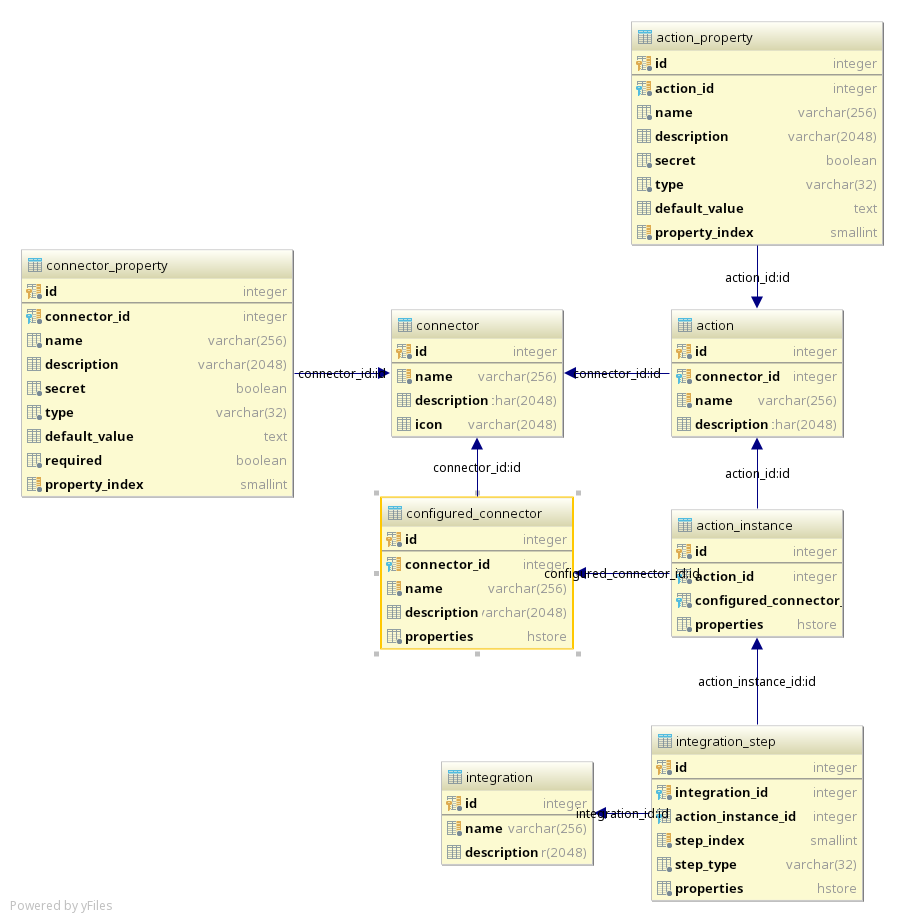 action_property
id integer
action_id integer
name varchar(256)
description varchar(2048)
secret boolean
type varchar(32)
default_value text
property_index smallint
action_id:id
connector_property
id integer
connector_id integer
name varchar(256)
description varchar(2048)
secret boolean
type varchar(32)
default_value text
required boolean
property_index smallint
connector_id:id
connector
id integer
name varchar(256)
description :har(2048)
icon varchar(2048)
connector_id:id
action
id integer
connector_id integer
name varchar(256)
description :har(2048)
connector_id:id
action_id:id
configured_connector
id integer
connector_id integer
name varchar(256)
description varchar(2048)
properties hstore
configured_connector_id:id
action_instance
id integer
action_id integer
configured_connector_
properties hstore
action_instance_id:id
integration
id integer
name varchar(256)
description r(2048)
integration_id:id
integration_step
id integer
integration_id integer
action_instance_id integer
step_index smallint
step_type varchar(32)
properties hstore
Powered by yFiles